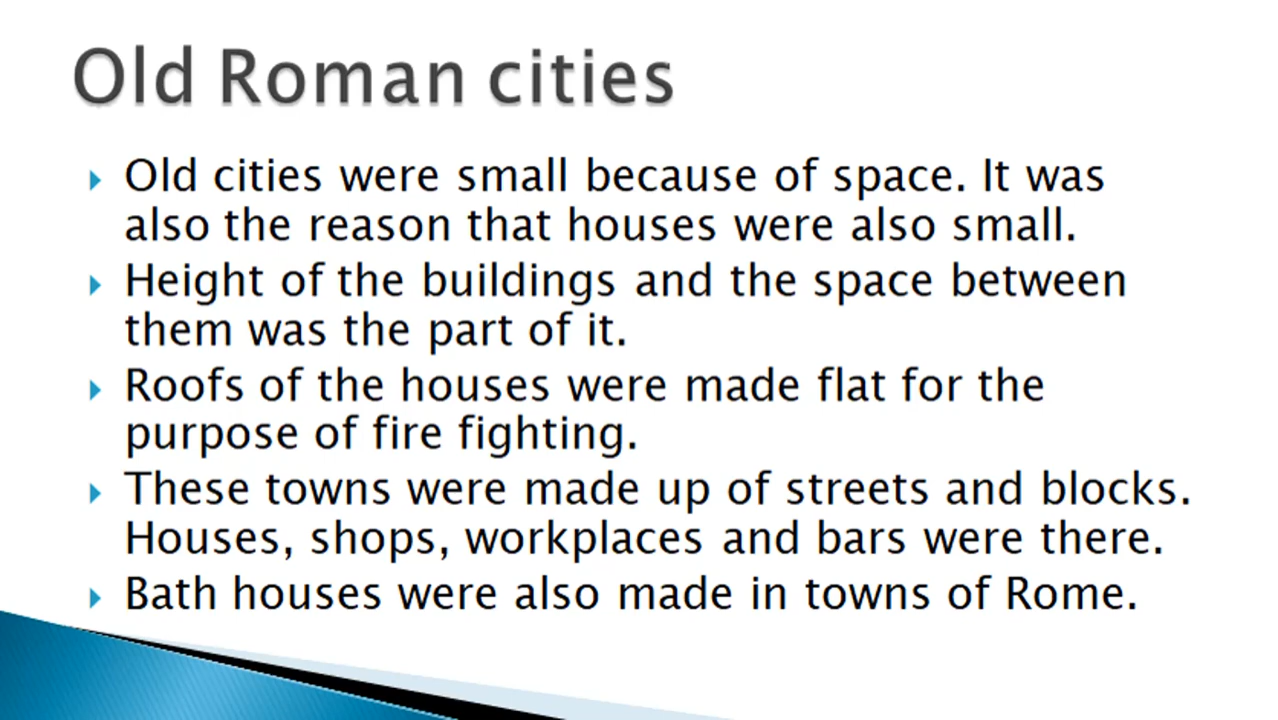 Old Roman cities
Old cities were small because of space. It was
also the reason that houses were also small.
Height of the buildings and the space between
them was the part of it.
Roofs of the houses were made flat for the
purpose of fire fighting.
These towns were made up of streets and blocks.
Houses, shops, workplaces and bars were there.
Bath houses were also made in towns of Rome.